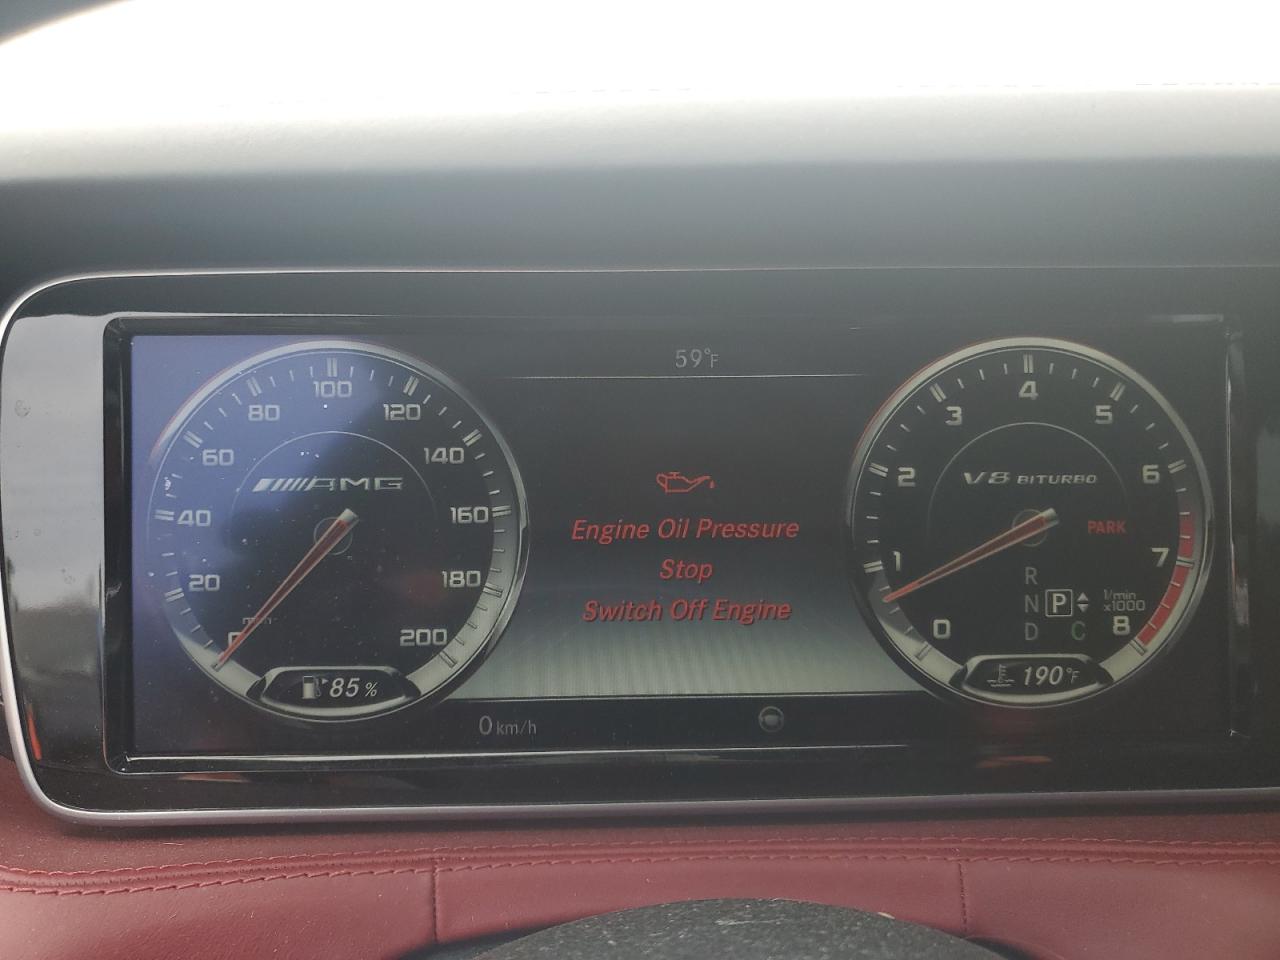 59°F
100
80
120
60
140
AMG
40
160
20
180
mph
0
200
85%
0 km/h
Engine Oil Pressure
Stop
Switch Off Engine
4
3
5
2
6
V8 BITURBO
PARK
1
7
R
N P
D C
1/min
x1000
0
8
190°F